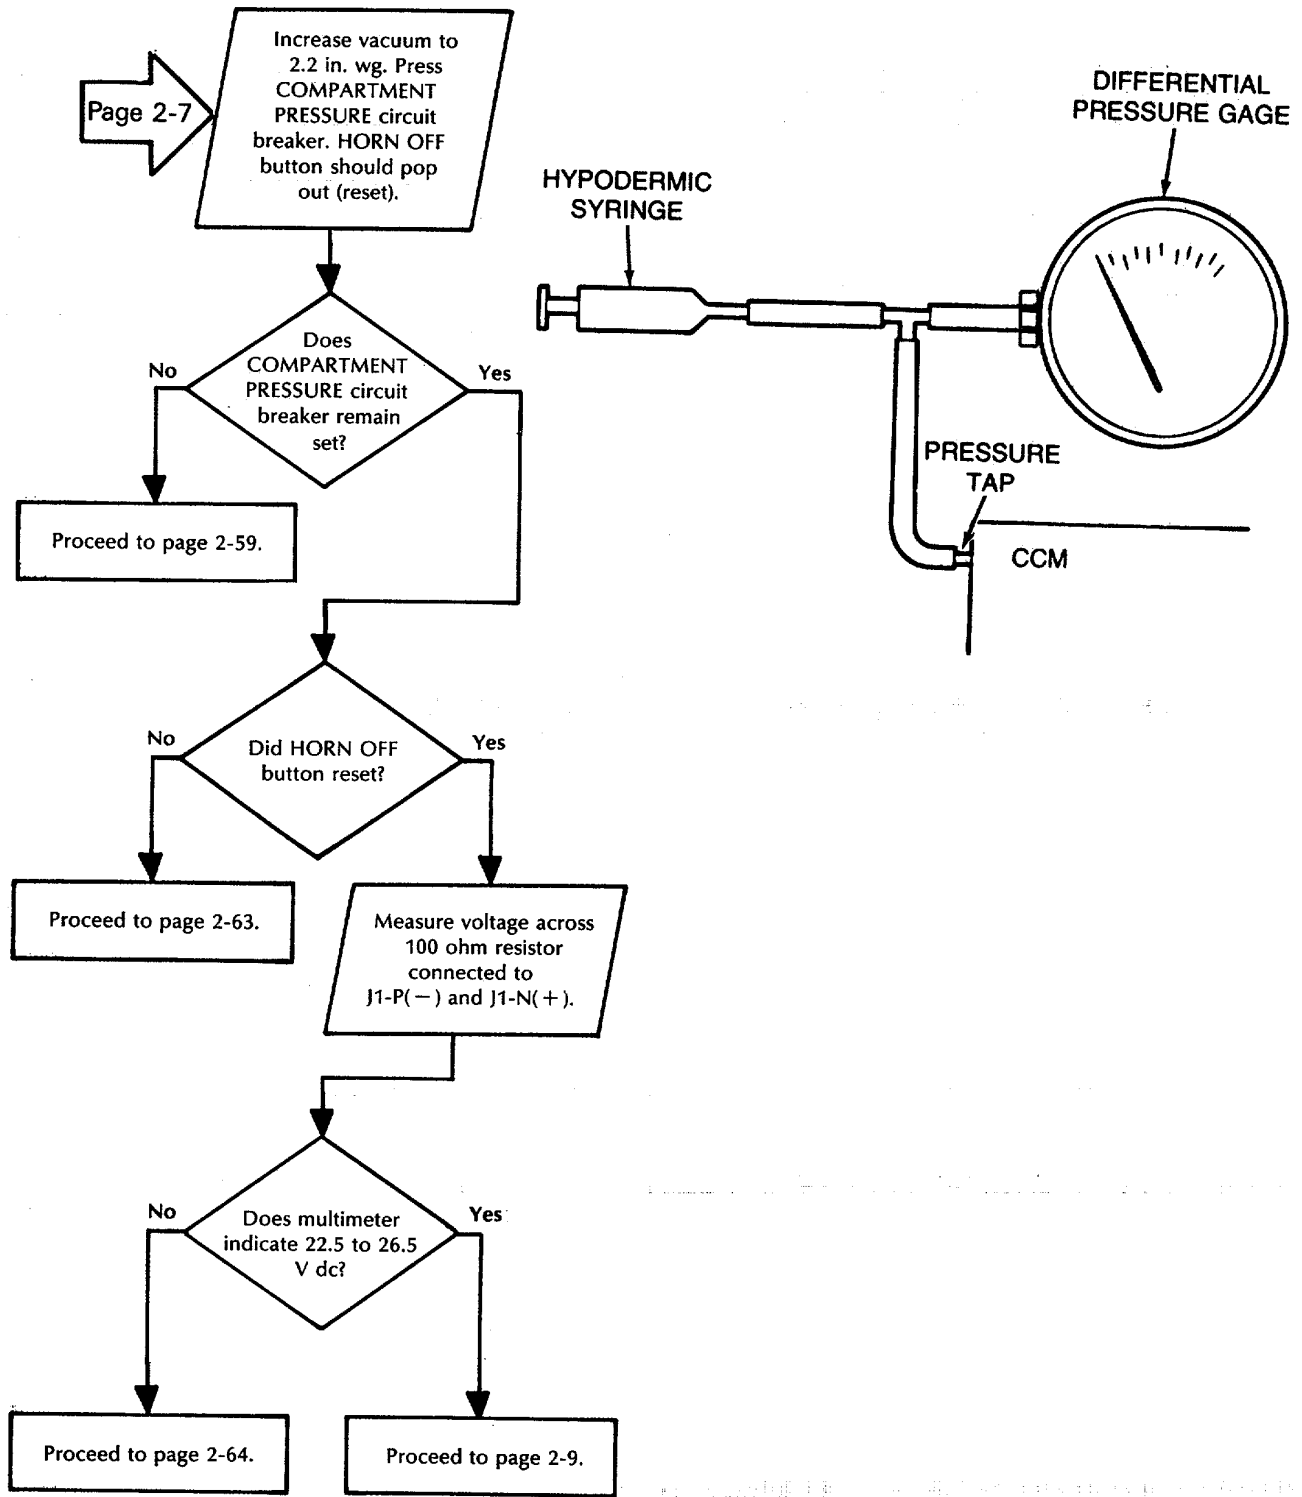 Page 2-7
Increase vacuum to
2.2 in. wg. Press
COMPARTMENT
PRESSURE circuit
breaker. HORN OFF
button should pop
out (reset).
Does
COMPARTMENT
PRESSURE circuit
breaker remain
set?
No
Yes
Proceed to page 2-59.
Did HORN OFF
button reset?
No
Yes
Proceed to page 2-63.
Measure voltage across
100 ohm resistor
connected to
J1-P(−) and J1-N(+).
Does multimeter
indicate 22.5 to 26.5
V dc?
No
Yes
Proceed to page 2-64.
Proceed to page 2-9.
HYPODERMIC
SYRINGE
DIFFERENTIAL
PRESSURE GAGE
PRESSURE
TAP
CCM